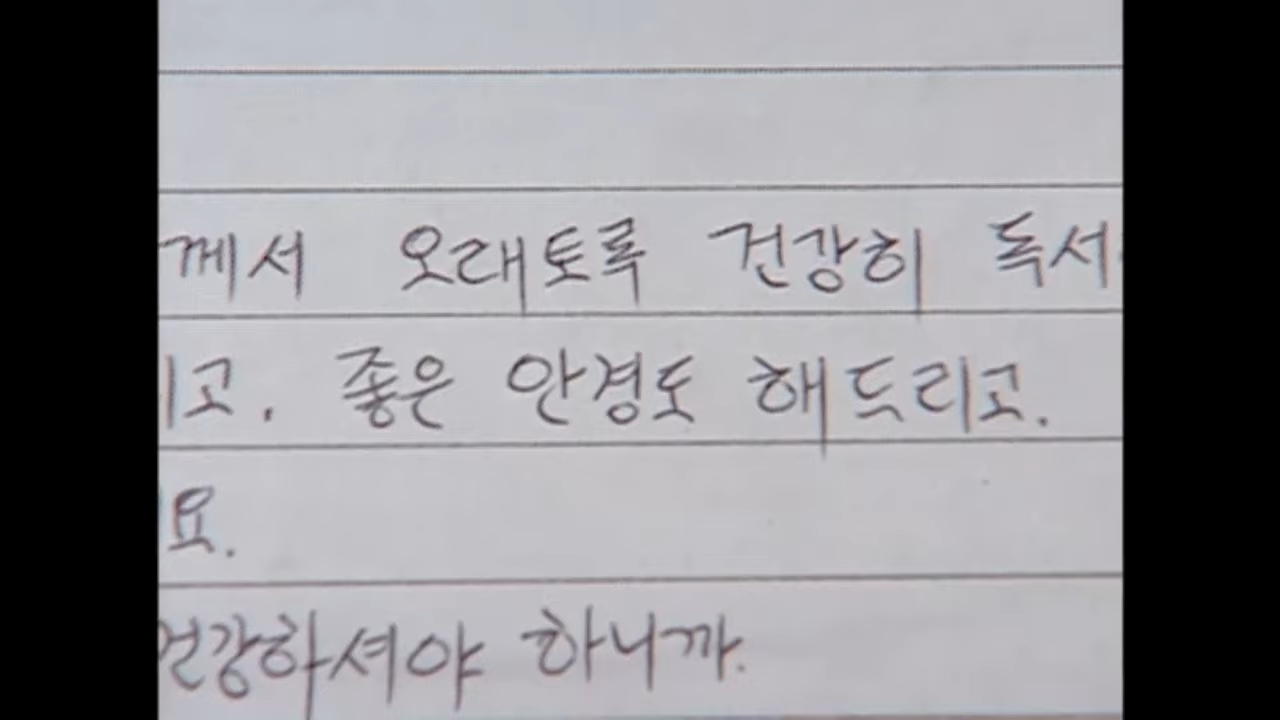 께서 오래토록 건강히 독서
고. 좋은 안경도 해드리고.
요.
건강하셔야 하니까.